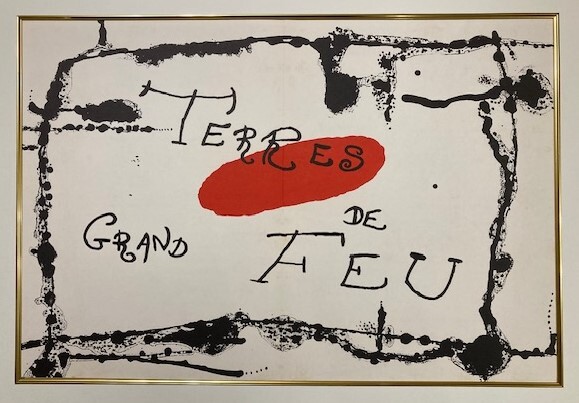 TERRES
DE
GRAND
FEU